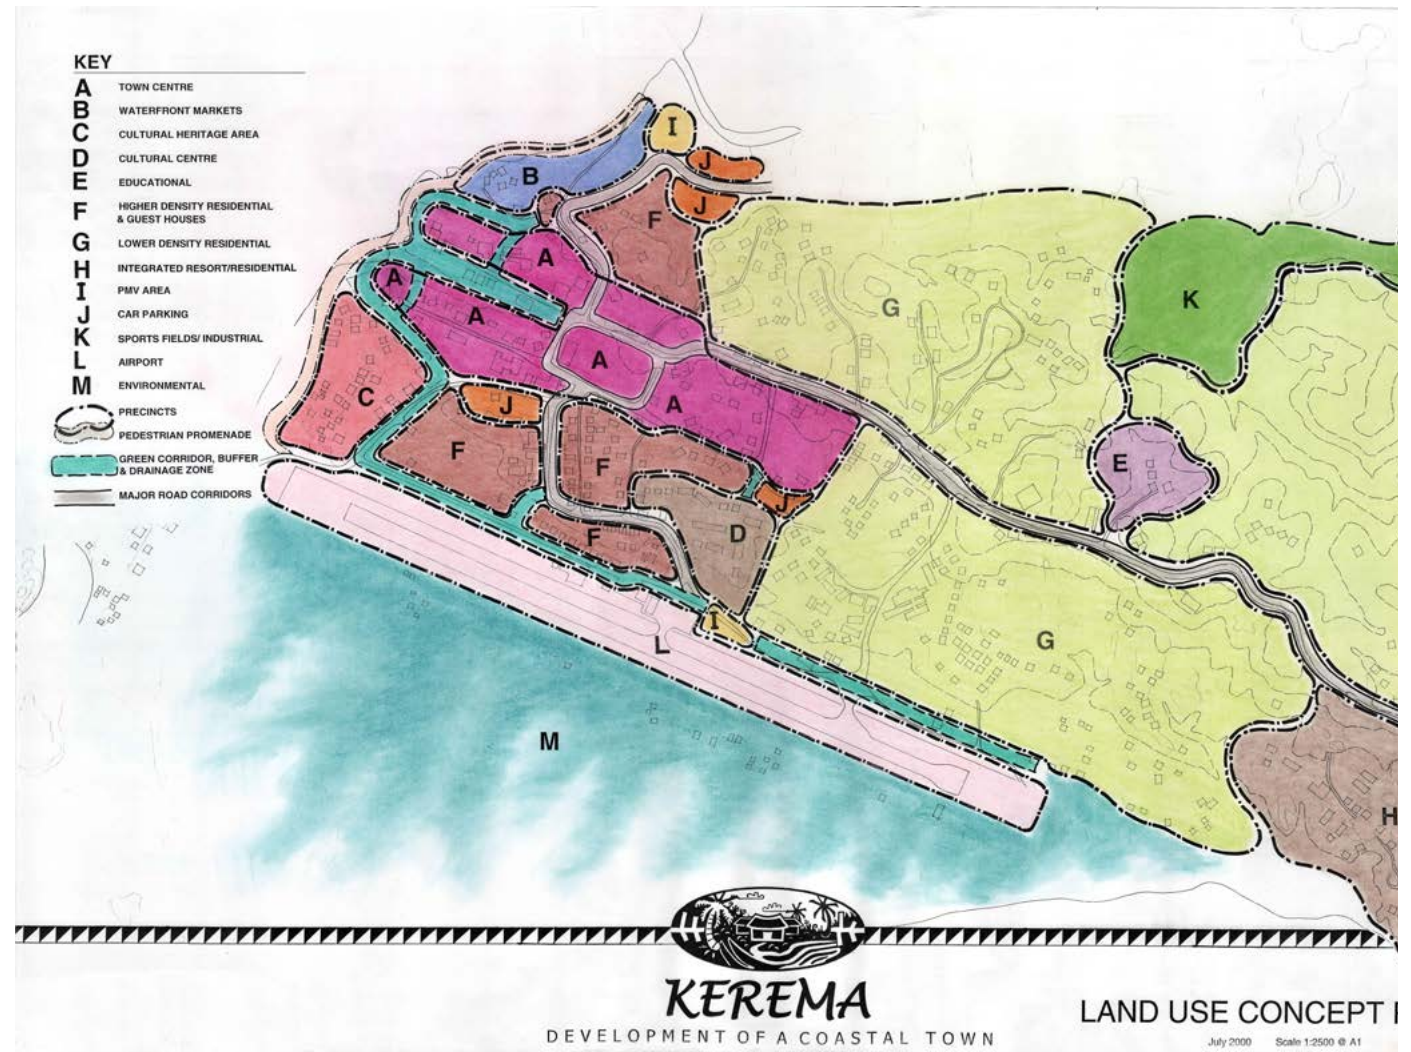 KEY
A TOWN CENTRE
B WATERFRONT MARKETS
C CULTURAL HERITAGE AREA
D CULTURAL CENTRE
E EDUCATIONAL
F HIGHER DENSITY RESIDENTIAL
& GUEST HOUSES
G LOWER DENSITY RESIDENTIAL
H INTEGRATED RESORT/RESIDENTIAL
I PMV AREA
J CAR PARKING
K SPORTS FIELDS/ INDUSTRIAL
L AIRPORT
M ENVIRONMENTAL
PRECINCTS
PEDESTRIAN PROMENADE
GREEN CORRIDOR, BUFFER
& DRAINAGE ZONE
MAJOR ROAD CORRIDORS
I
J
B
J
F
A
A
A
G
K
A
A
C
J
F
F
E
J
D
F
I
L
G
M
H
KEREMA
DEVELOPMENT OF A COASTAL TOWN
LAND USE CONCEPT
July 2000 Scale 1:2500 @ A1